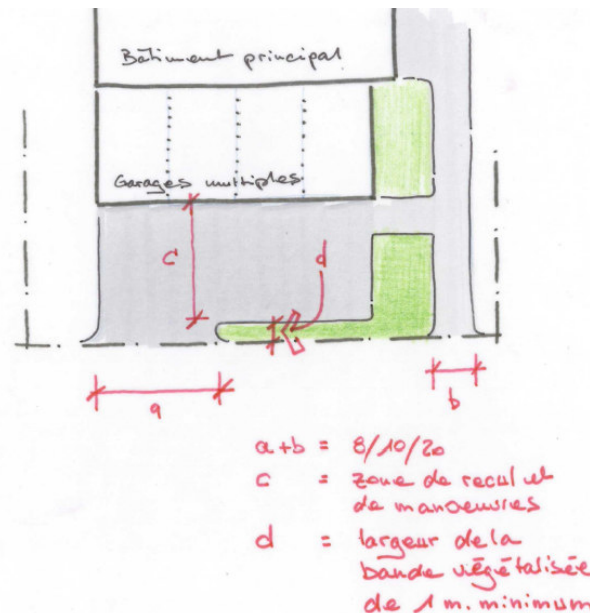 Bâtiment principal
Garages multiples
c
d
a
b
a+b = 8/10/20
c = zone de recul et
de manoeuvres
d = largeur de la
bande végétalisée
de 1 m. minimum